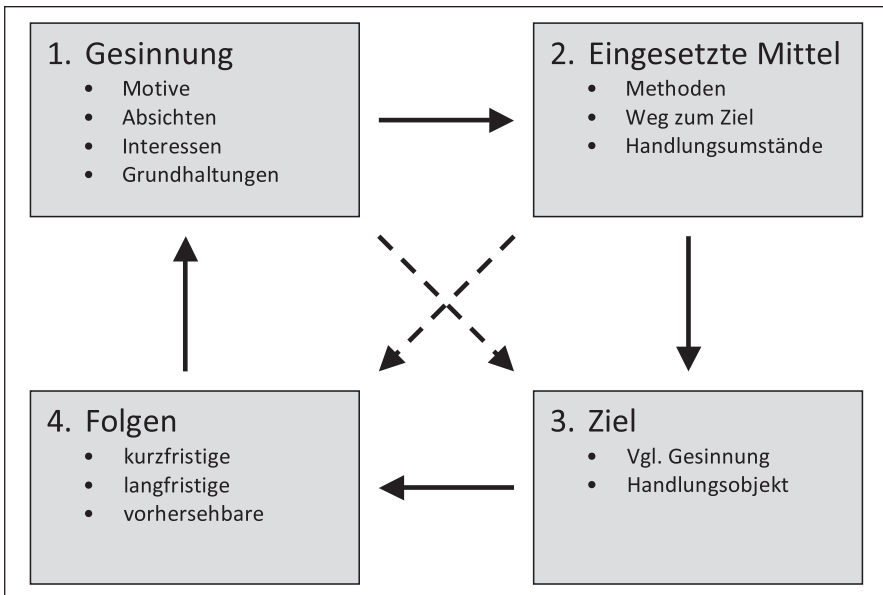 1. Gesinnung
• Motive
• Absichten
• Interessen
• Grundhaltungen
2. Eingesetzte Mittel
• Methoden
• Weg zum Ziel
• Handlungsumstände
4. Folgen
• kurzfristige
• langfristige
• vorhersehbare
3. Ziel
• Vgl. Gesinnung
• Handlungsobjekt